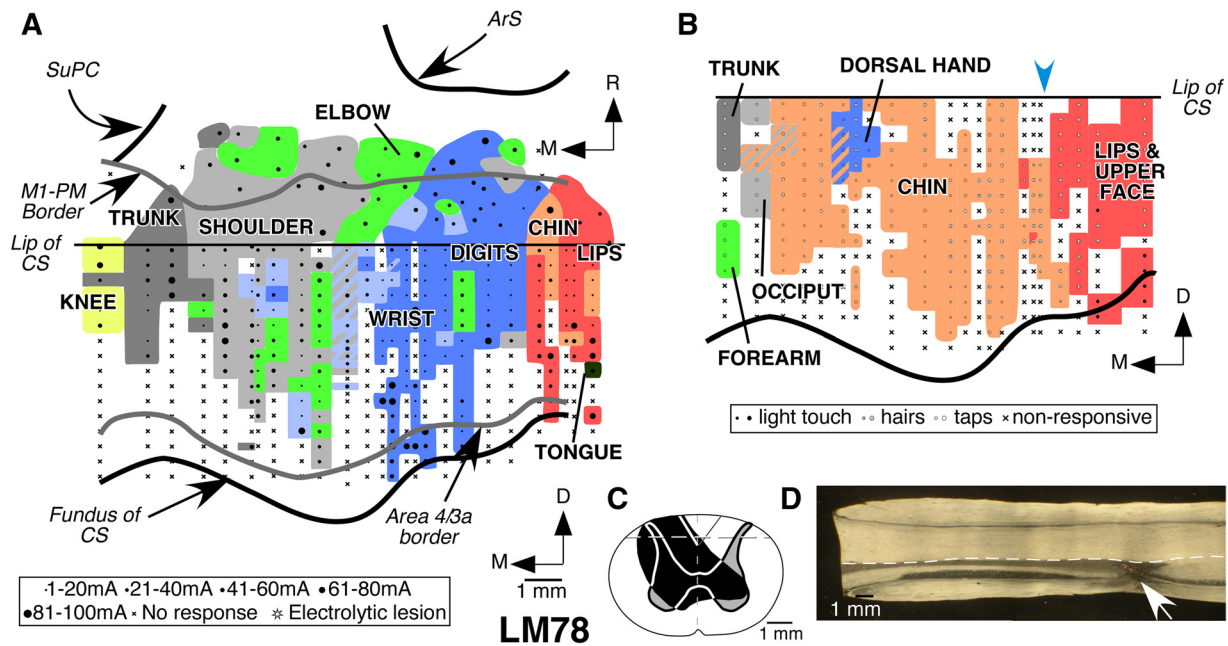 A
ArS
SuPC
R
M
ELBOW
M1-PM
Border
TRUNK
SHOULDER
CHIN
Lip of
CS
DIGITS
LIPS
KNEE
WRIST
TONGUE
Fundus of
CS
Area 4/3a
border
D
M
1 mm
·1-20mA ·21-40mA •41-60mA •61-80mA
•81-100mA × No response ✳ Electrolytic lesion
LM78
B
TRUNK
DORSAL HAND
Lip of
CS
LIPS &
UPPER
FACE
CHIN
OCCIPUT
FOREARM
D
M
· • light touch ◦ hairs ◦ taps × non-responsive
C
1 mm
D
1 mm